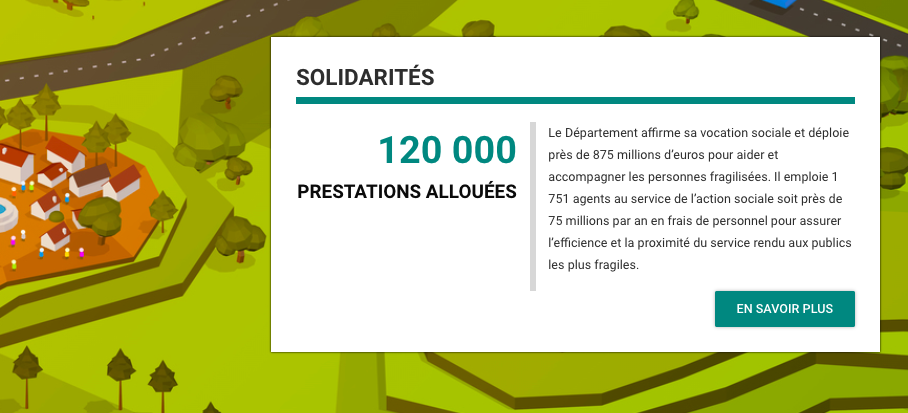 SOLIDARITÉS
120 000
PRESTATIONS ALLOUÉES
Le Département affirme sa vocation sociale et déploie
près de 875 millions d’euros pour aider et
accompagner les personnes fragilisées. Il emploie 1
751 agents au service de l’action sociale soit près de
75 millions par an en frais de personnel pour assurer
l’efficience et la proximité du service rendu aux publics
les plus fragiles.
EN SAVOIR PLUS